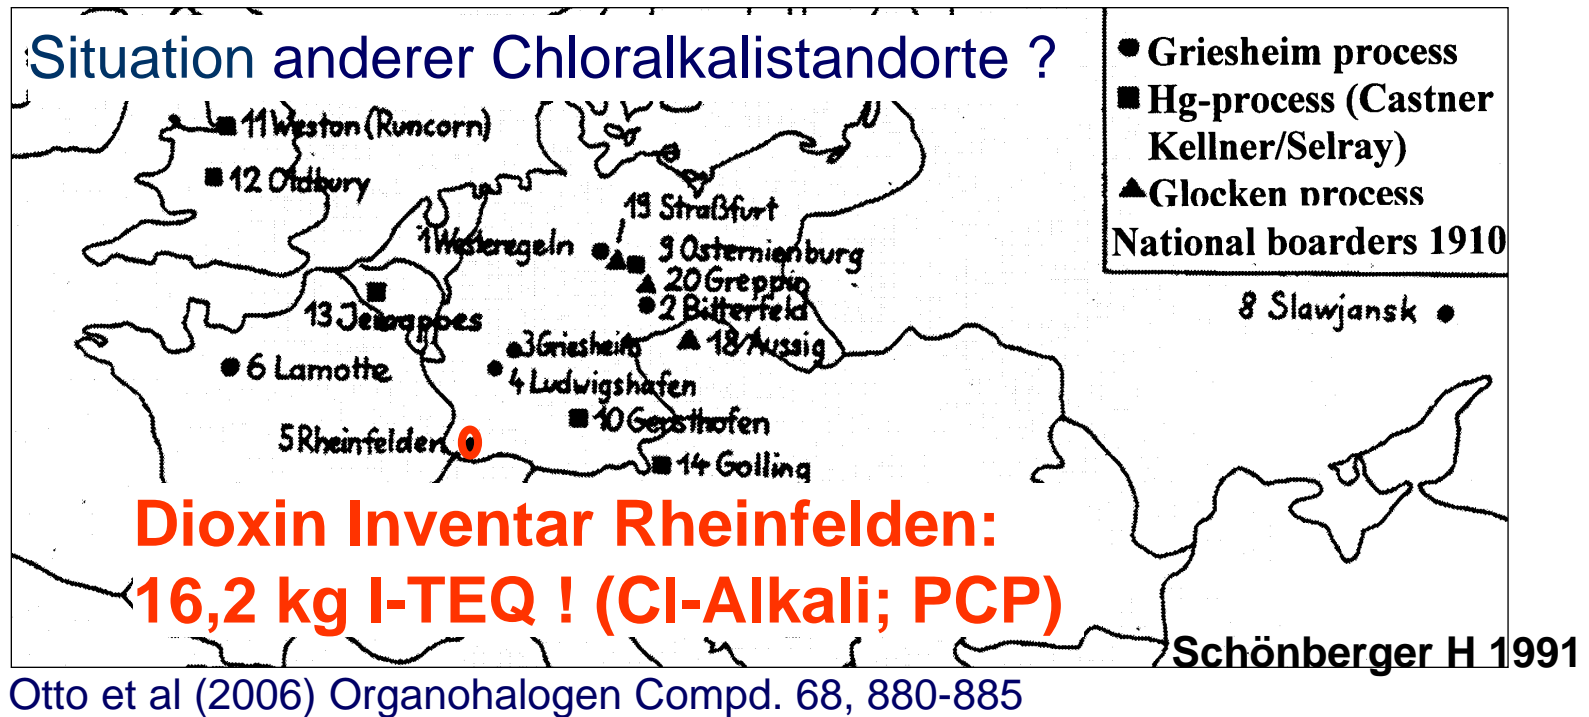 Situation anderer Chloralkalistandorte ?
Griesheim process
Hg-process (Castner
Kellner/Selray)
Glocken process
National boarders 1910
11 Weston (Runcorn)
12 Oldbury
19 Straßfurt
1 Westeregeln
9 Osternienburg
20 Greppin
2 Bitterfeld
8 Slawjansk
13 Jemappes
3 Griesheim
18 Aussig
6 Lamotte
4 Ludwigshafen
10 Gersthofen
5 Rheinfelden
14 Golling
Dioxin Inventar Rheinfelden:
16,2 kg I-TEQ ! (Cl-Alkali; PCP)
Schönberger H 1991
Otto et al (2006) Organohalogen Compd. 68, 880-885